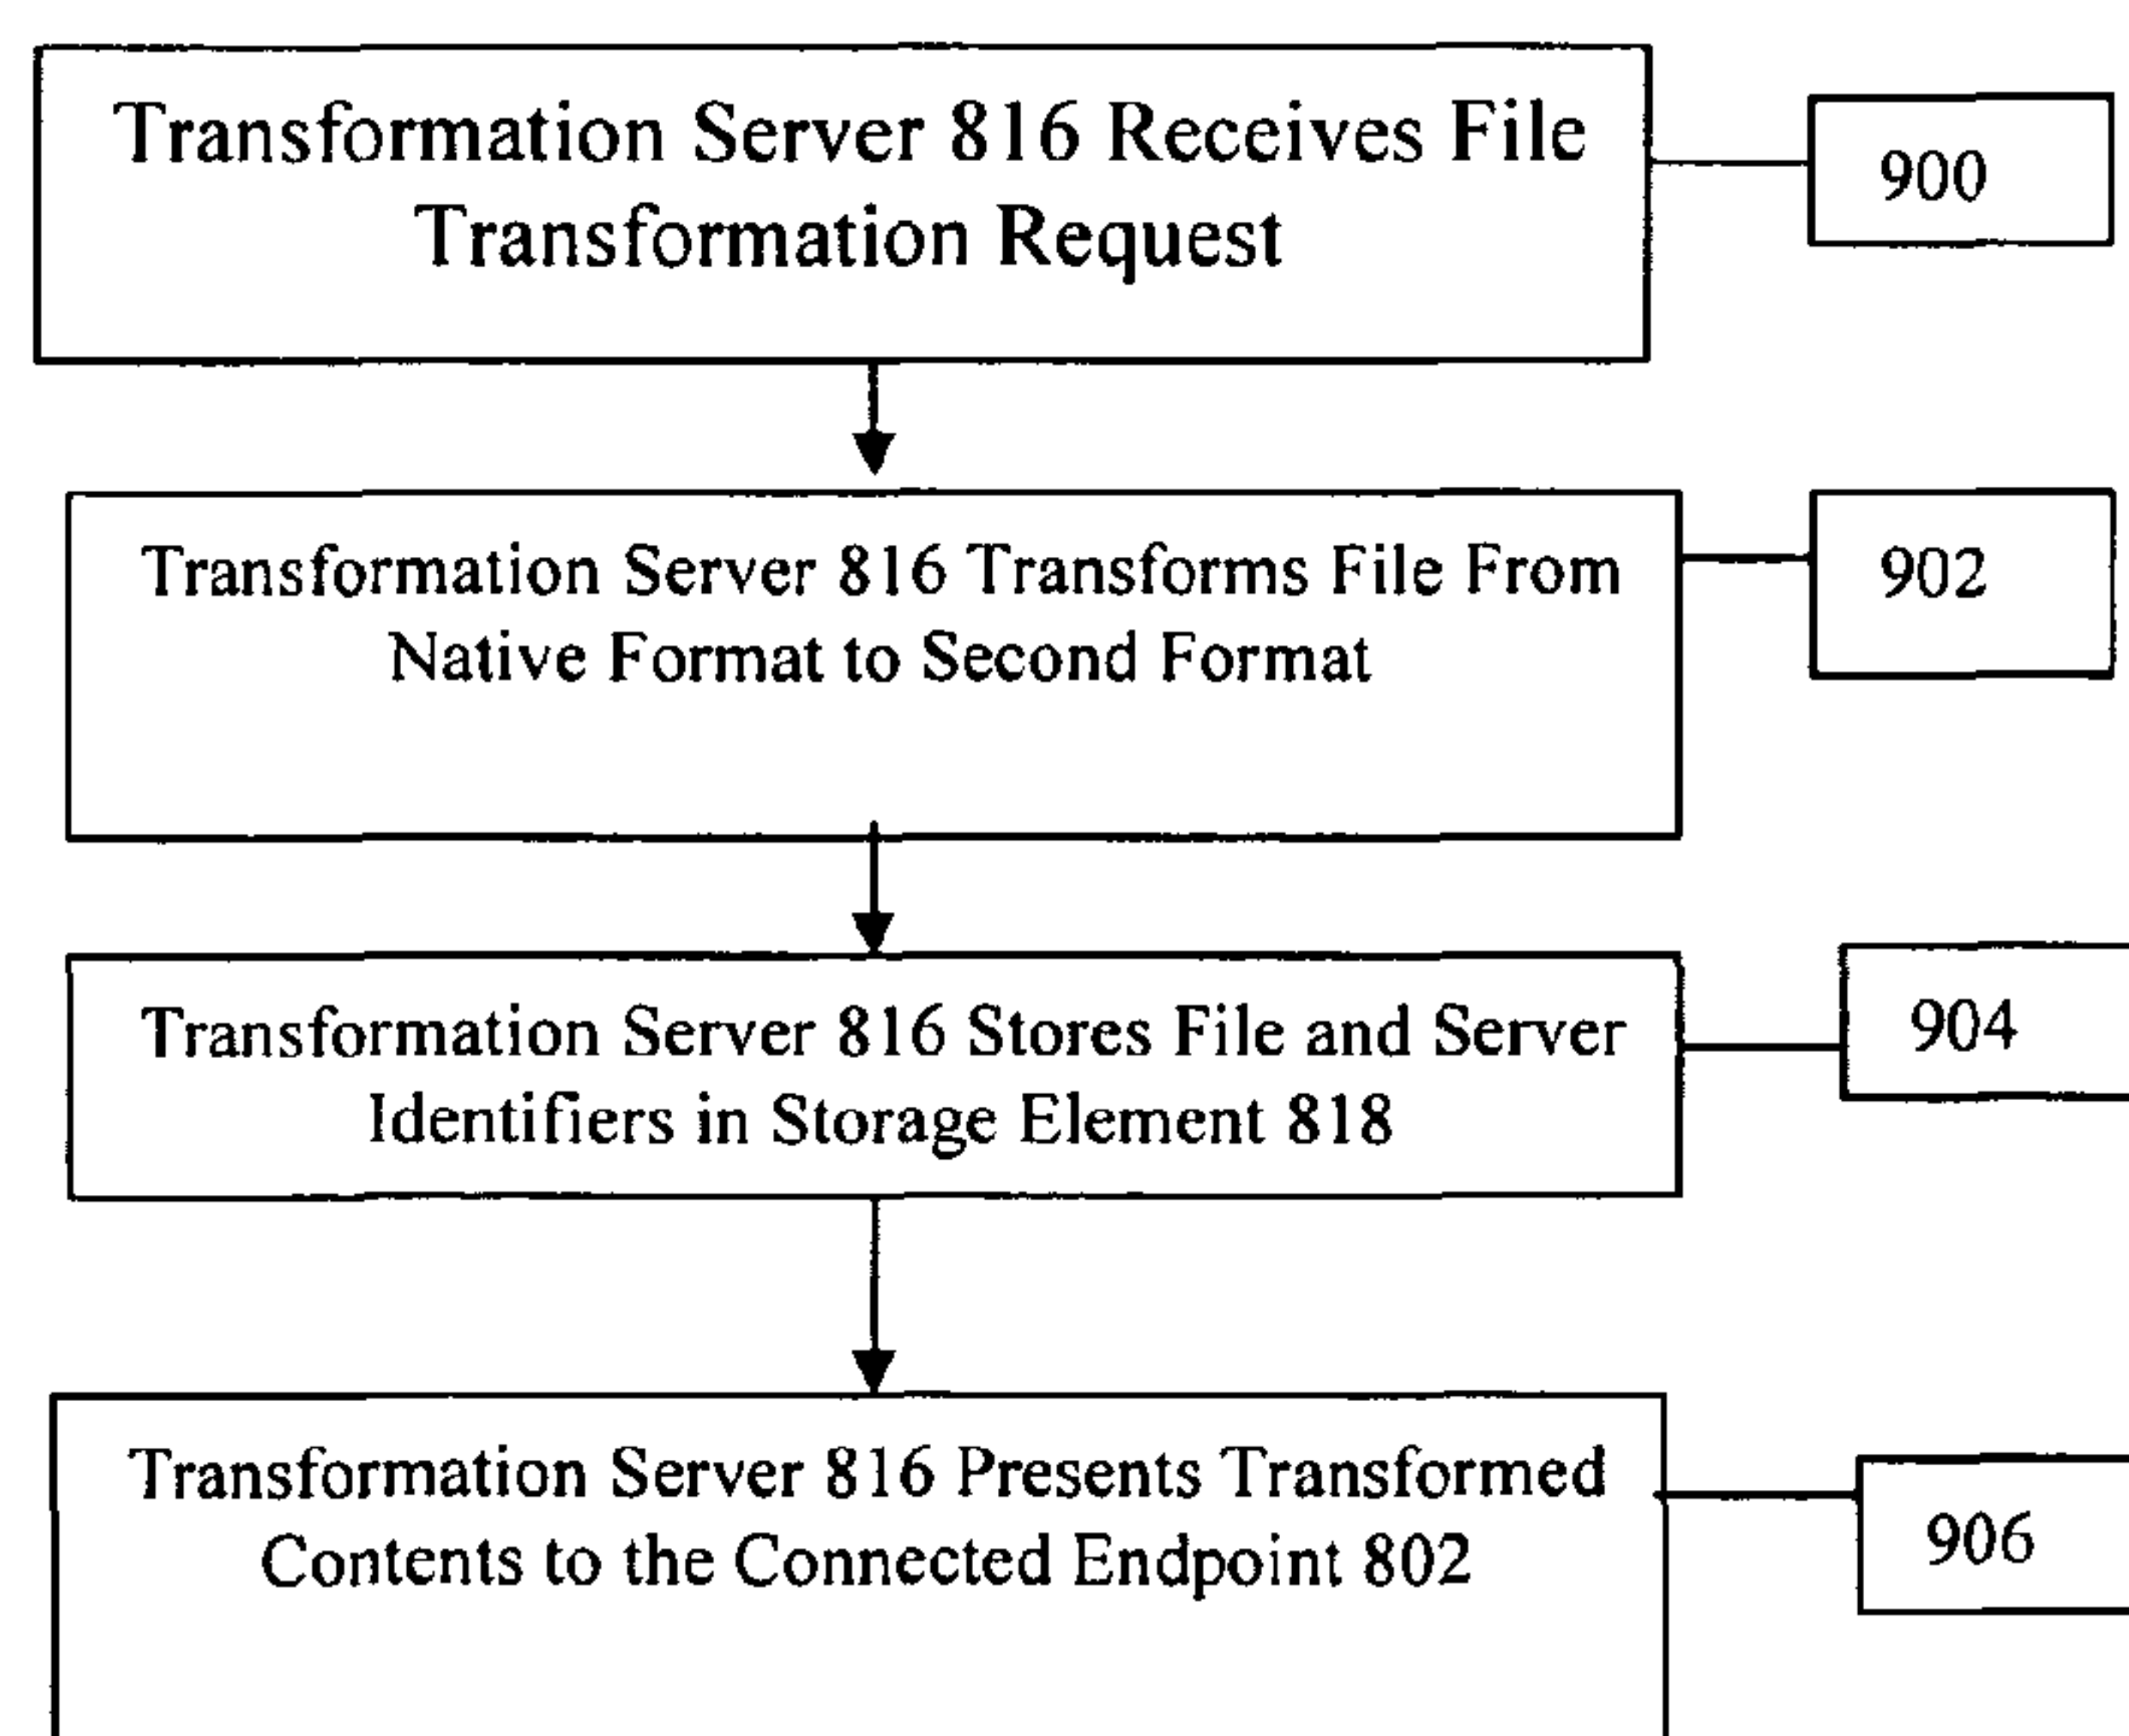 Transformation Server 816 Receives File
Transformation Request
900
Transformation Server 816 Transforms File From
Native Format to Second Format
902
Transformation Server 816 Stores File and Server
Identifiers in Storage Element 818
904
Transformation Server 816 Presents Transformed
Contents to the Connected Endpoint 802
906